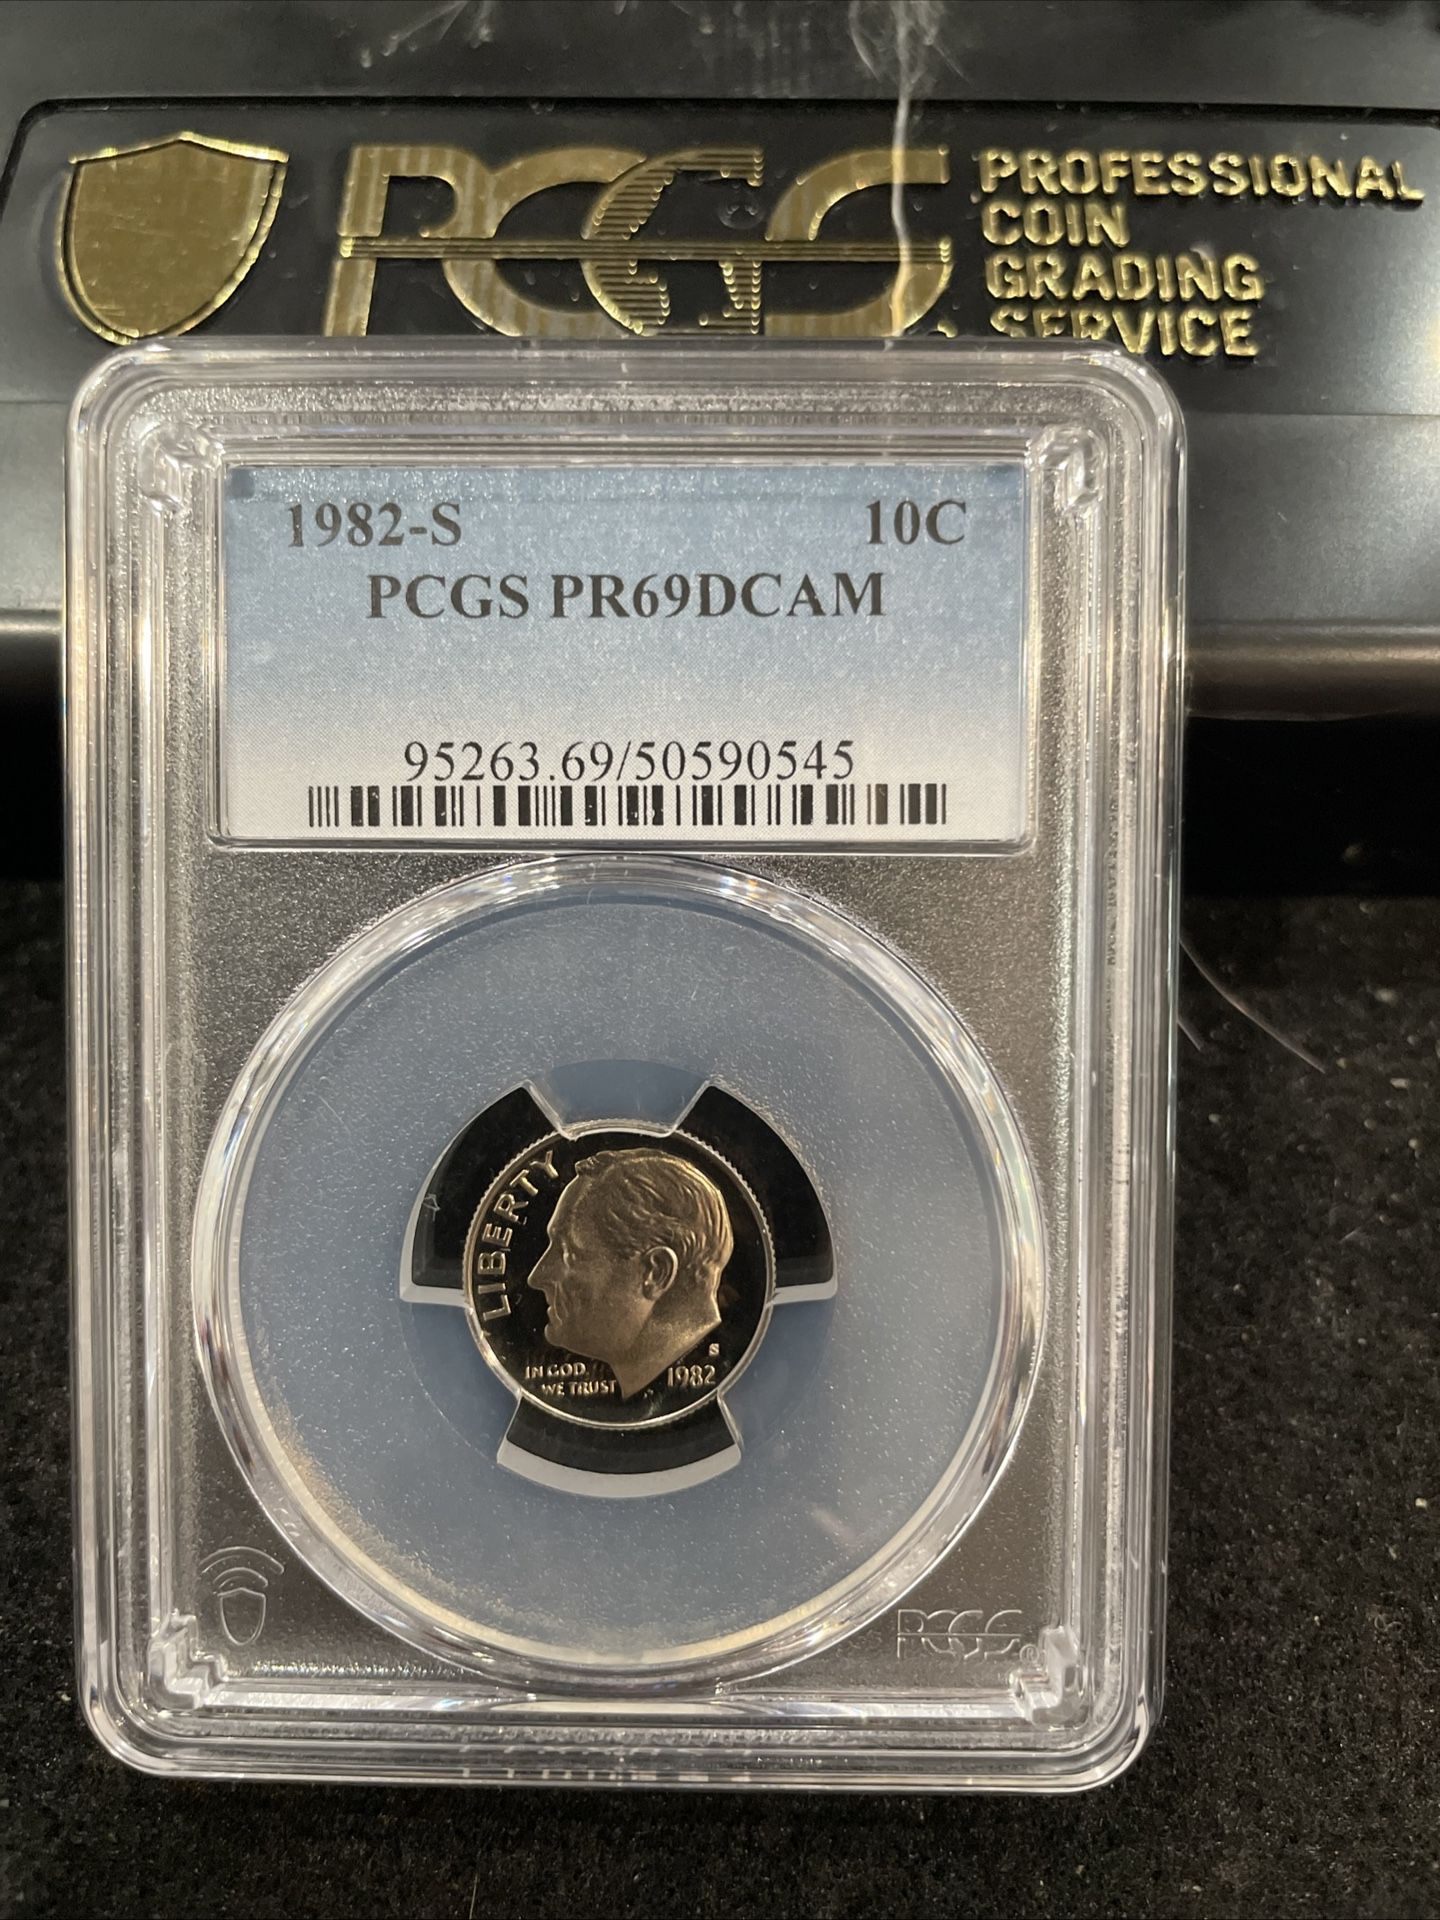 PCGS PROFESSIONAL
COIN
GRADING
SERVICE
1982-S 10C
PCGS PR69DCAM
95263.69/50590545
LIBERTY
IN GOD
WE TRUST
S
1982
PCGS